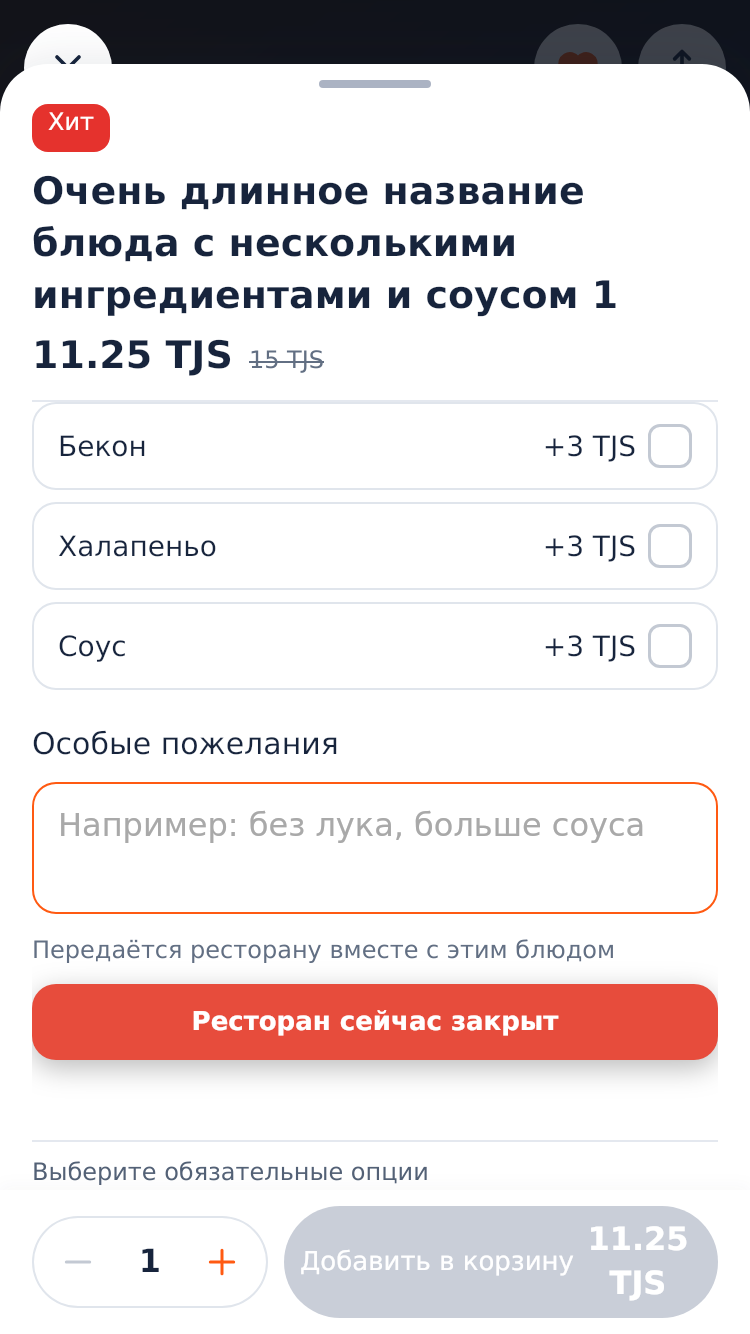 Хит
Очень длинное название
блюда с несколькими
ингредиентами и соусом 1
11.25 TJS 15 TJS
Бекон +3 TJS
Халапеньо +3 TJS
Соус +3 TJS
Особые пожелания
Например: без лука, больше соуса
Передаётся ресторану вместе с этим блюдом
Ресторан сейчас закрыт
Выберите обязательные опции
1
Добавить в корзину 11.25
TJS